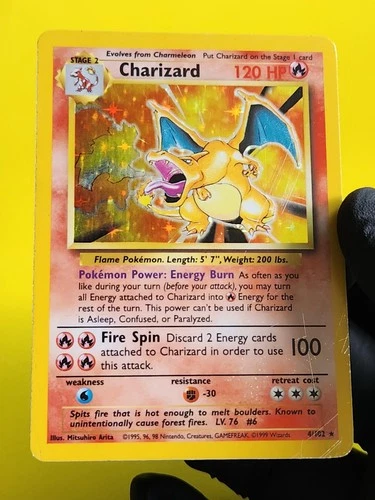 Evolves from Charmeleon Put Charizard on the Stage 1 card
STAGE 2 Charizard 120 HP
Flame Pokémon. Length: 5' 7", Weight: 200 lbs.
Pokémon Power: Energy Burn As often as you
like during your turn (before your attack), you may turn
all Energy attached to Charizard into Energy for the
rest of the turn. This power can't be used if Charizard
is Asleep, Confused, or Paralyzed.
Fire Spin Discard 2 Energy cards
attached to Charizard in order to use
this attack.
100
weakness resistance retreat cost
-30
Spits fire that is hot enough to melt boulders. Known to
unintentionally cause forest fires. LV. 76 #6
Illus. Mitsuhiro Arita ©1995, 96, 98 Nintendo, Creatures, GAMEFREAK. ©1999 Wizards. 4/102 ★